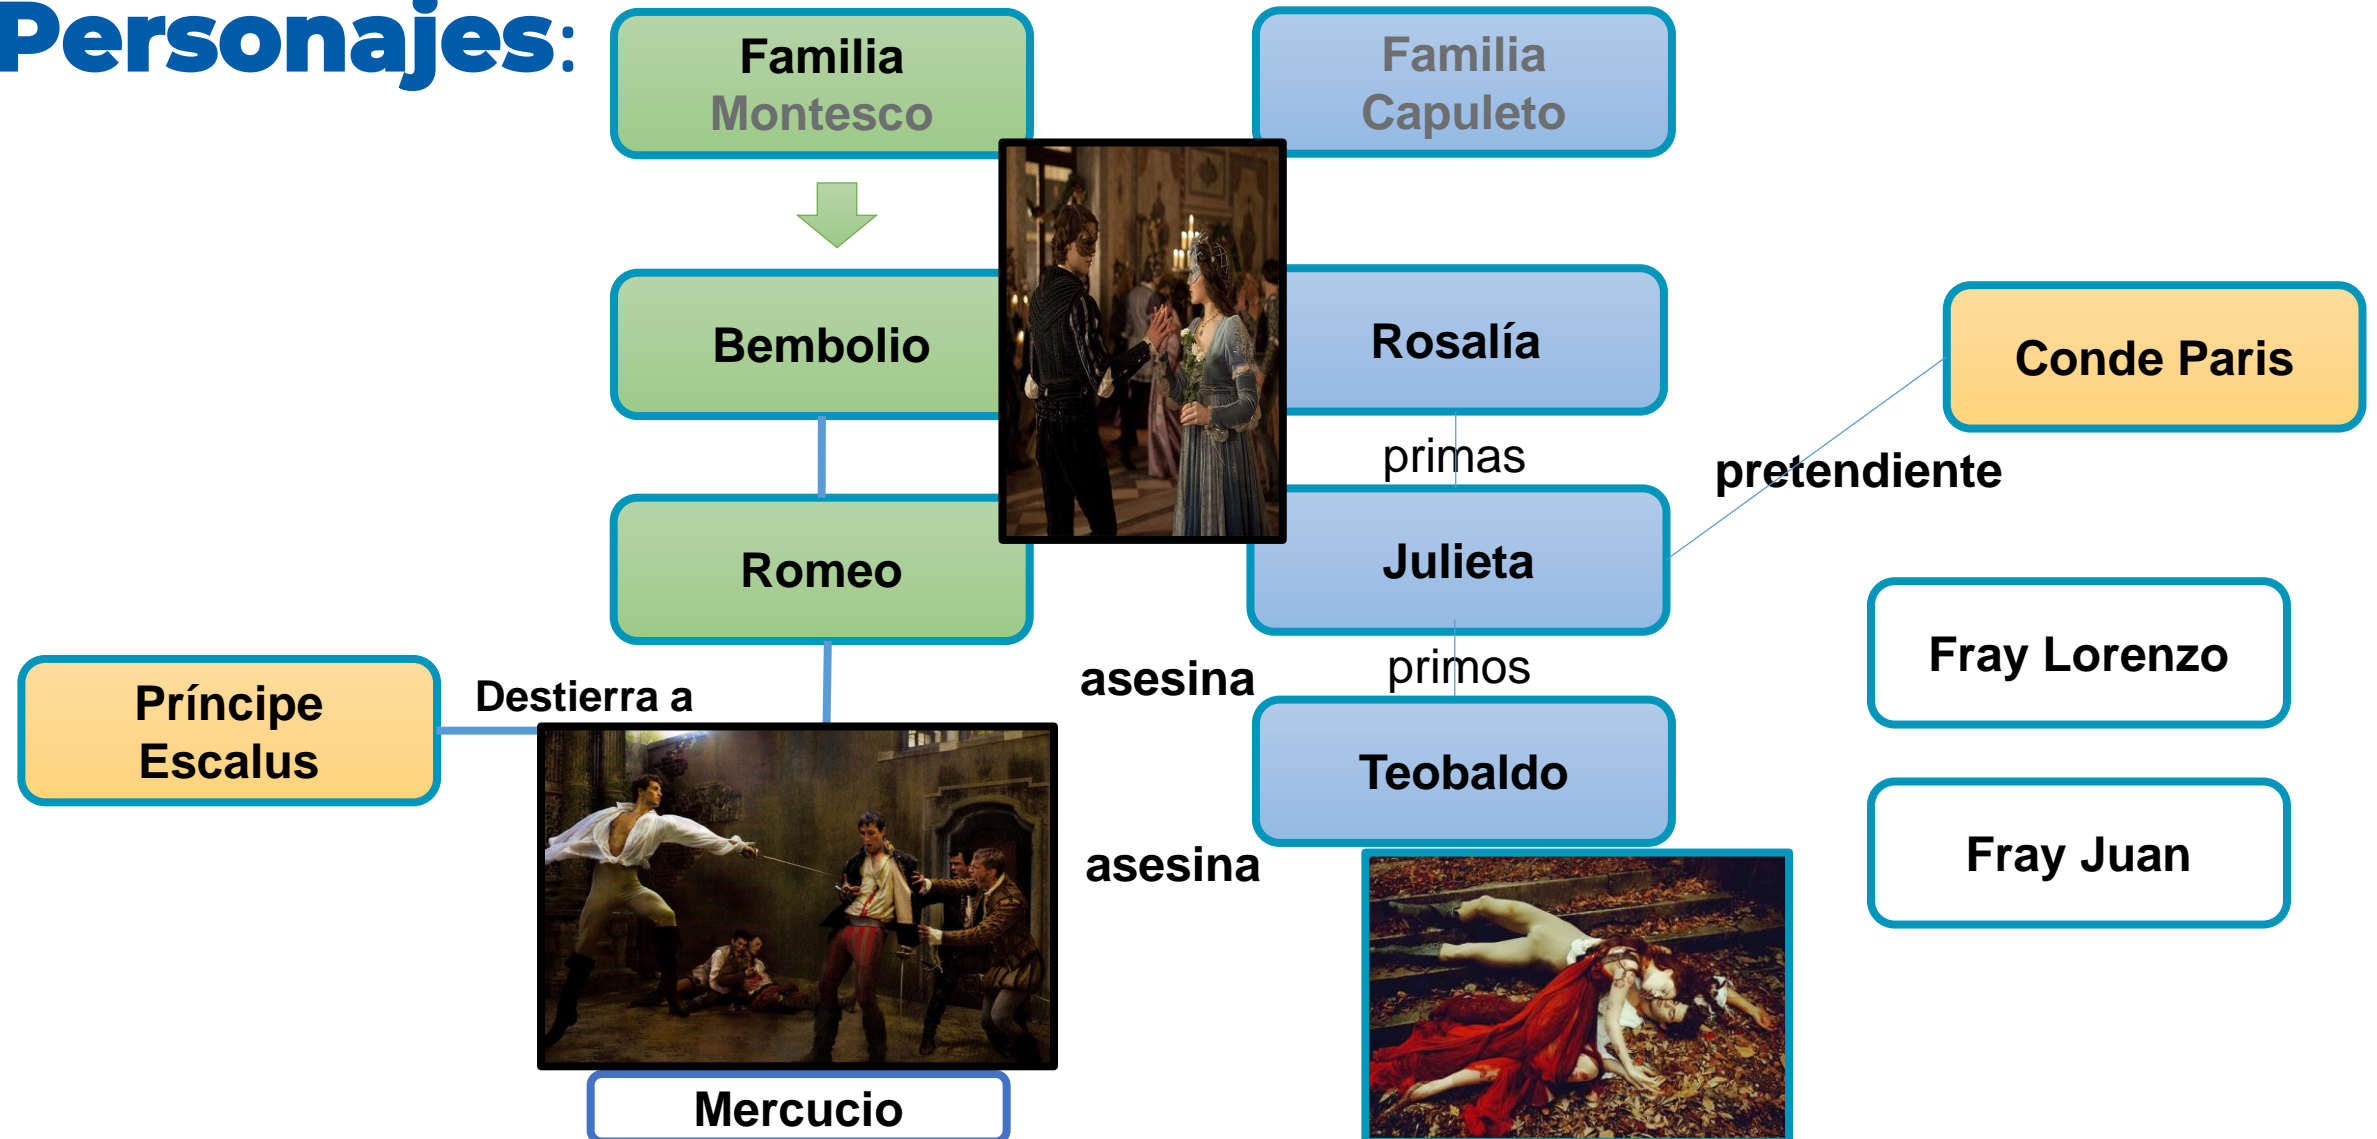 Personajes:
Familia
Montesco
Familia
Capuleto
Bembolio
Rosalía
Conde Paris
primas
pretendiente
Romeo
Julieta
Fray Lorenzo
primos
asesina
Destierra a
Príncipe
Escalus
Teobaldo
Fray Juan
asesina
Mercucio